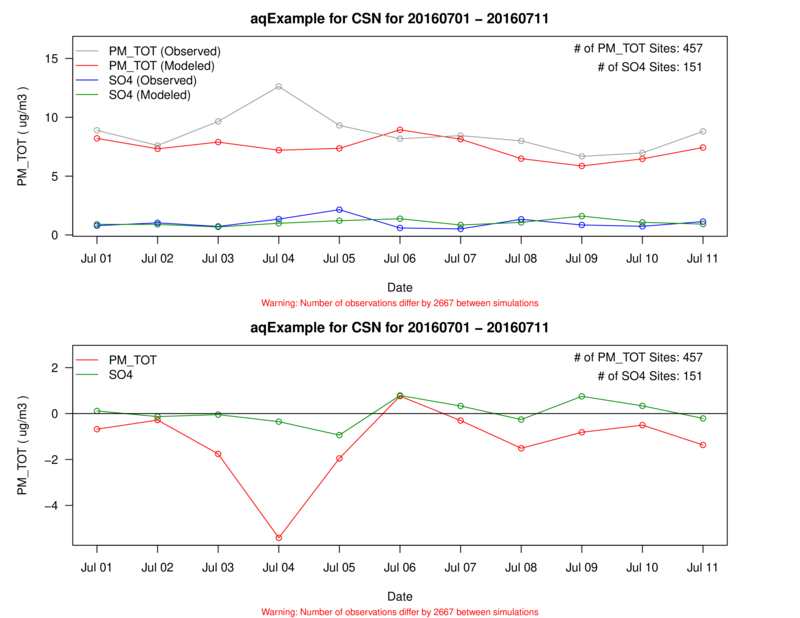 aqExample for CSN for 20160701 − 20160711
PM_TOT (Observed)
PM_TOT (Modeled)
SO4 (Observed)
SO4 (Modeled)
# of PM_TOT Sites: 457
# of SO4 Sites: 151
15
10
5
0
PM_TOT ( ug/m3 )
Jul 01 Jul 02 Jul 03 Jul 04 Jul 05 Jul 06 Jul 07 Jul 08 Jul 09 Jul 10 Jul 11
Date
Warning: Number of observations differ by 2667 between simulations
aqExample for CSN for 20160701 − 20160711
PM_TOT
SO4
# of PM_TOT Sites: 457
# of SO4 Sites: 151
2
0
−2
−4
PM_TOT ( ug/m3 )
Jul 01 Jul 02 Jul 03 Jul 04 Jul 05 Jul 06 Jul 07 Jul 08 Jul 09 Jul 10 Jul 11
Date
Warning: Number of observations differ by 2667 between simulations